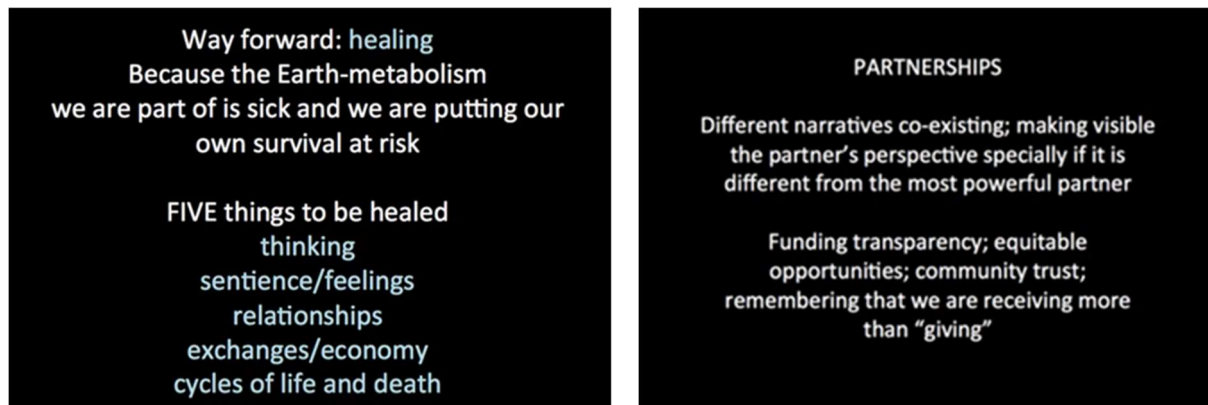 Way forward: healing
Because the Earth-metabolism
we are part of is sick and we are putting our
own survival at risk
FIVE things to be healed
thinking
sentience/feelings
relationships
exchanges/economy
cycles of life and death
PARTNERSHIPS
Different narratives co-existing; making visible
the partner’s perspective specially if it is
different from the most powerful partner
Funding transparency; equitable
opportunities; community trust;
remembering that we are receiving more
than “giving”